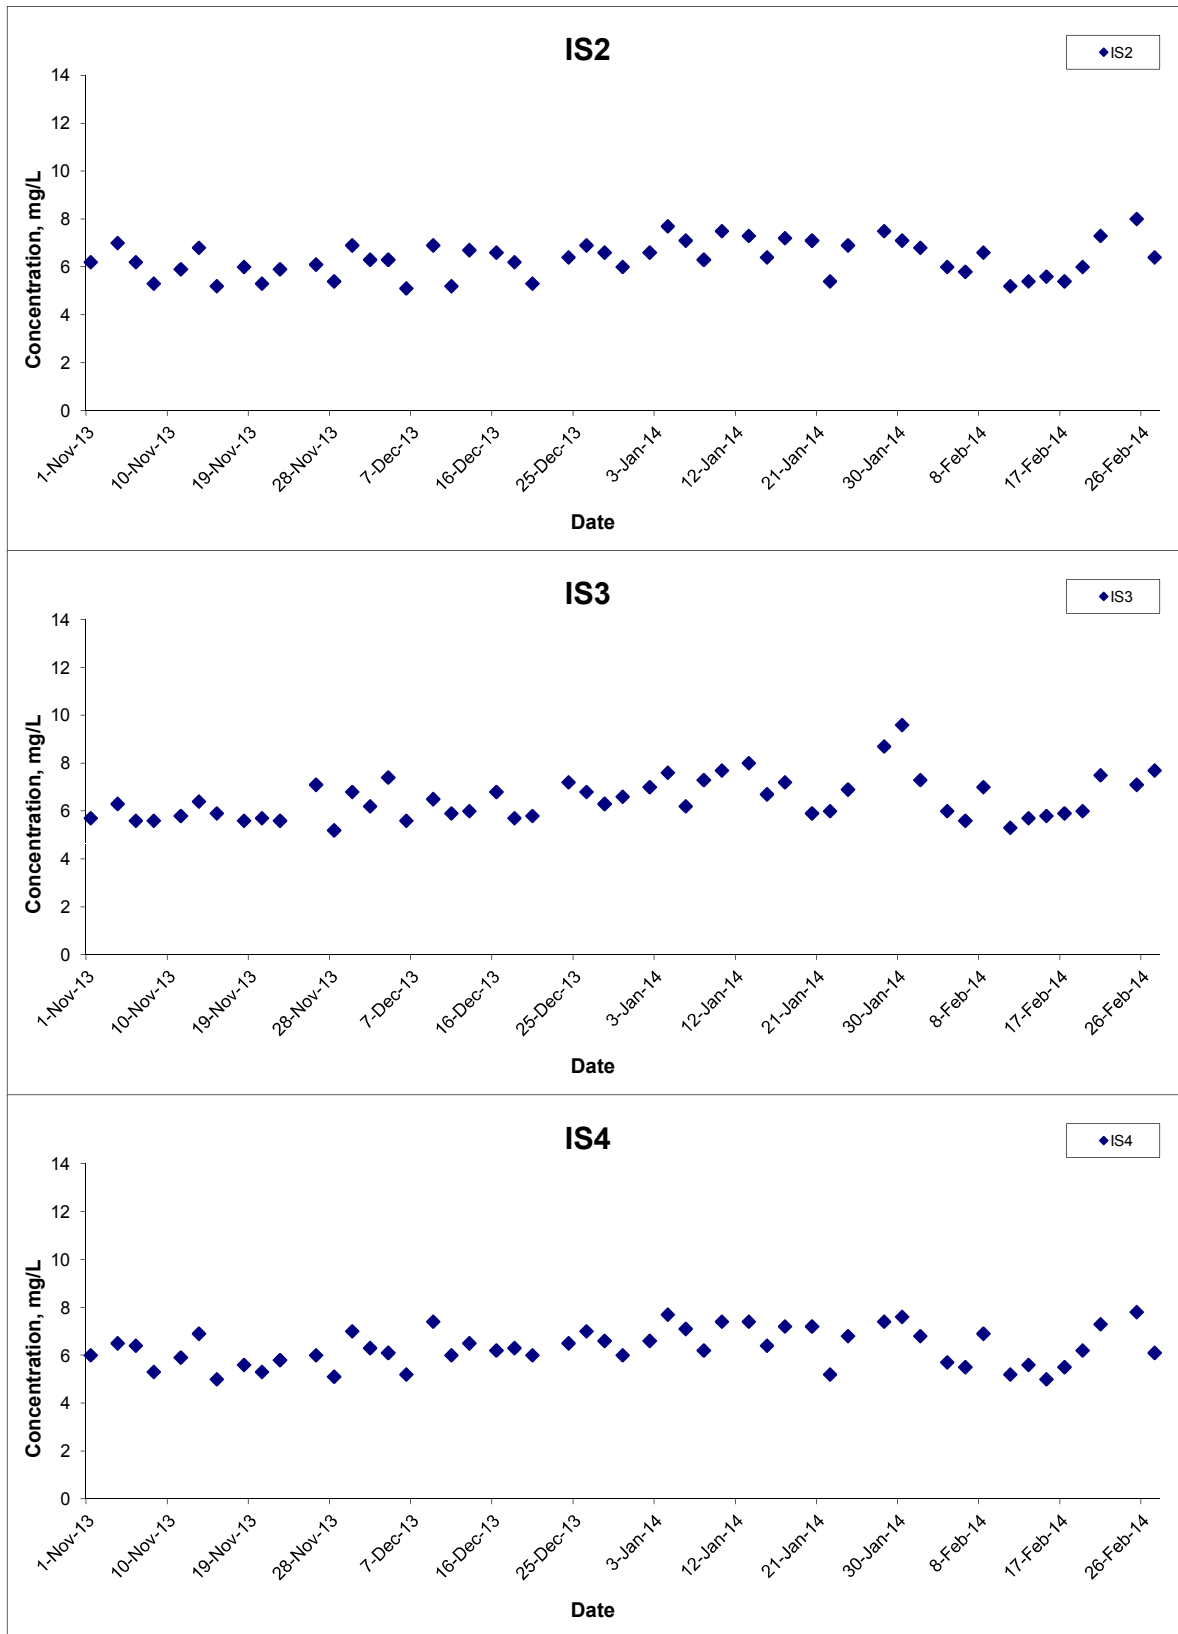 IS2
IS2
Concentration, mg/L
14
12
10
8
6
4
2
0
1-Nov-13
10-Nov-13
19-Nov-13
28-Nov-13
7-Dec-13
16-Dec-13
25-Dec-13
3-Jan-14
12-Jan-14
21-Jan-14
30-Jan-14
8-Feb-14
17-Feb-14
26-Feb-14
Date
IS3
IS3
Concentration, mg/L
14
12
10
8
6
4
2
0
1-Nov-13
10-Nov-13
19-Nov-13
28-Nov-13
7-Dec-13
16-Dec-13
25-Dec-13
3-Jan-14
12-Jan-14
21-Jan-14
30-Jan-14
8-Feb-14
17-Feb-14
26-Feb-14
Date
IS4
IS4
Concentration, mg/L
14
12
10
8
6
4
2
0
1-Nov-13
10-Nov-13
19-Nov-13
28-Nov-13
7-Dec-13
16-Dec-13
25-Dec-13
3-Jan-14
12-Jan-14
21-Jan-14
30-Jan-14
8-Feb-14
17-Feb-14
26-Feb-14
Date